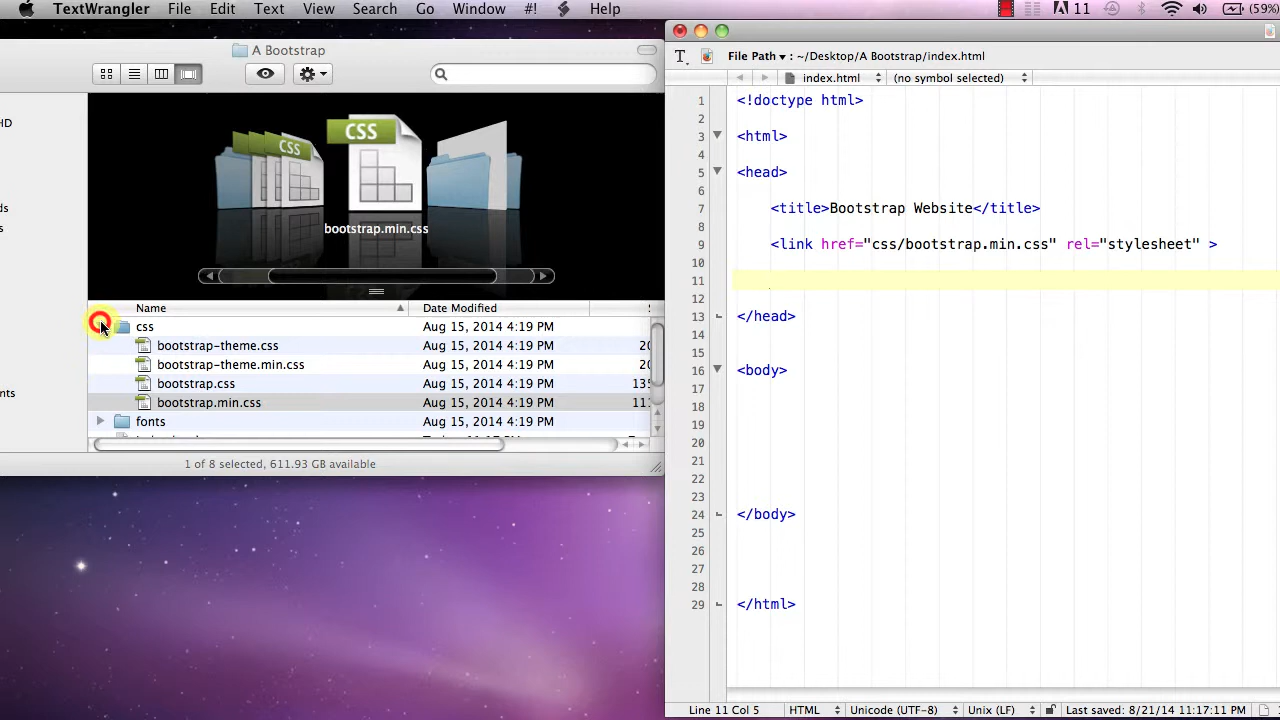 TextWrangler File Edit Text View Search Go Window #! Help
11
(59%)
A Bootstrap
HD
ds
s
nts
CSS
CSS
bootstrap.min.css
Name Date Modified S
css Aug 15, 2014 4:19 PM
bootstrap-theme.css Aug 15, 2014 4:19 PM 20
bootstrap-theme.min.css Aug 15, 2014 4:19 PM 20
bootstrap.css Aug 15, 2014 4:19 PM 135
bootstrap.min.css Aug 15, 2014 4:19 PM 11
fonts Aug 15, 2014 4:19 PM
1 of 8 selected, 611.93 GB available
File Path : ~/Desktop/A Bootstrap/index.html
index.html (no symbol selected)
1 <!doctype html>
2
3 <html>
4
5 <head>
6
7 <title>Bootstrap Website</title>
8
9 <link href="css/bootstrap.min.css" rel="stylesheet" >
10
11
12
13 </head>
14
15
16 <body>
17
18
19
20
21
22
23
24 </body>
25
26
27
28
29 </html>
Line 11 Col 5 HTML Unicode (UTF-8) Unix (LF) Last saved: 8/21/14 11:17:11 PM